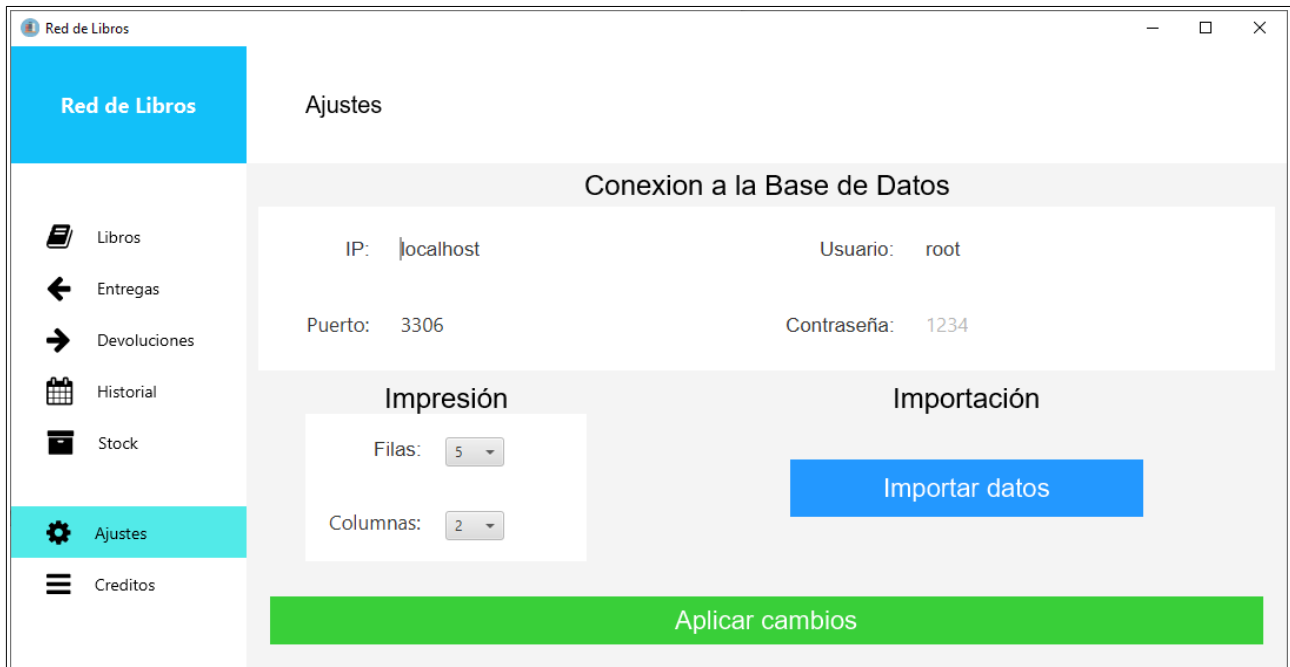 Red de Libros
Red de Libros
Ajustes
Libros
Entregas
Devoluciones
Historial
Stock
Ajustes
Creditos
Conexion a la Base de Datos
IP: localhost
Usuario: root
Puerto: 3306
Contraseña: 1234
Impresión
Filas: 5
Columnas: 2
Importación
Importar datos
Aplicar cambios